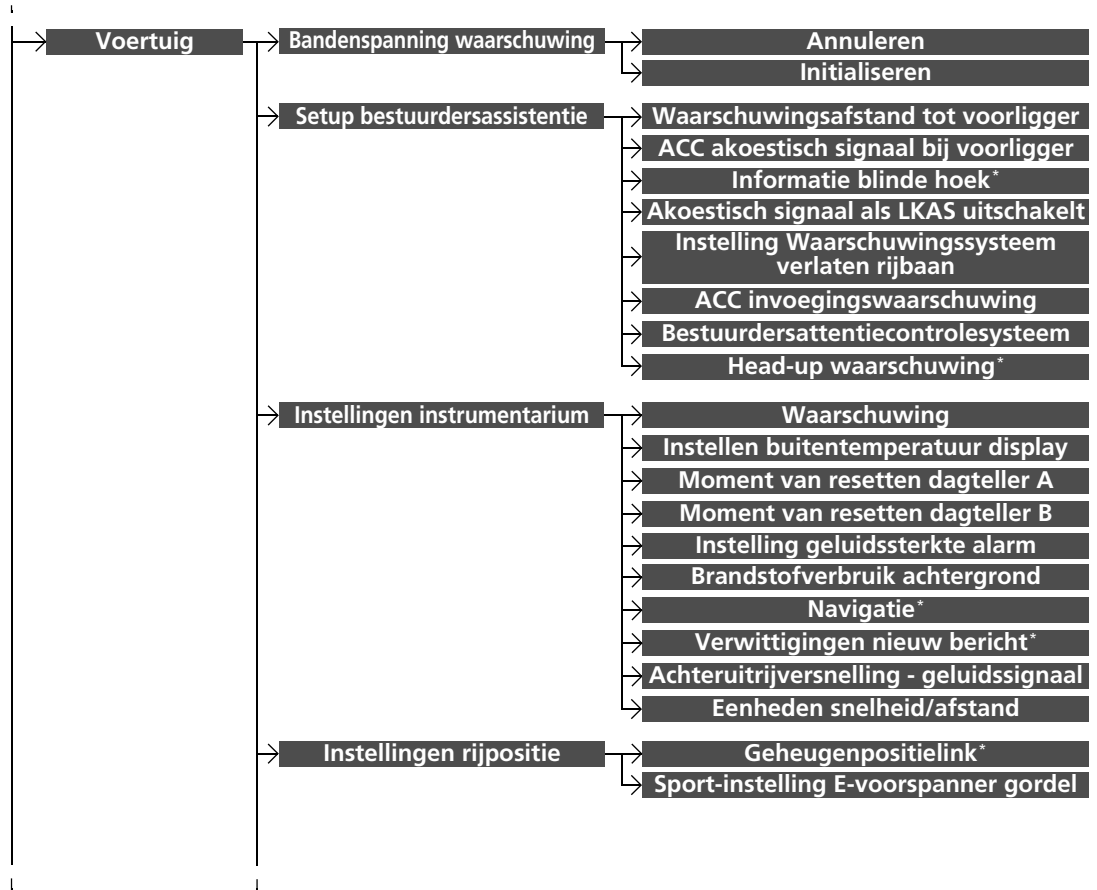 Voertuig
Bandenspanning waarschuwing
Annuleren
Initialiseren
Setup bestuurdersassistentie
Waarschuwingsafstand tot voorligger
ACC akoestisch signaal bij voorligger
Informatie blinde hoek*
Akoestisch signaal als LKAS uitschakelt
Instelling Waarschuwingssysteem
verlaten rijbaan
ACC invoegingswaarschuwing
Bestuurdersattentiecontrolesysteem
Head-up waarschuwing*
Instellingen instrumentarium
Waarschuwing
Instellen buitentemperatuur display
Moment van resetten dagteller A
Moment van resetten dagteller B
Instelling geluidssterkte alarm
Brandstofverbruik achtergrond
Navigatie*
Verwittigingen nieuw bericht*
Achteruitrijversnelling - geluidssignaal
Eenheden snelheid/afstand
Instellingen rijpositie
Geheugenpositielink*
Sport-instelling E-voorspanner gordel